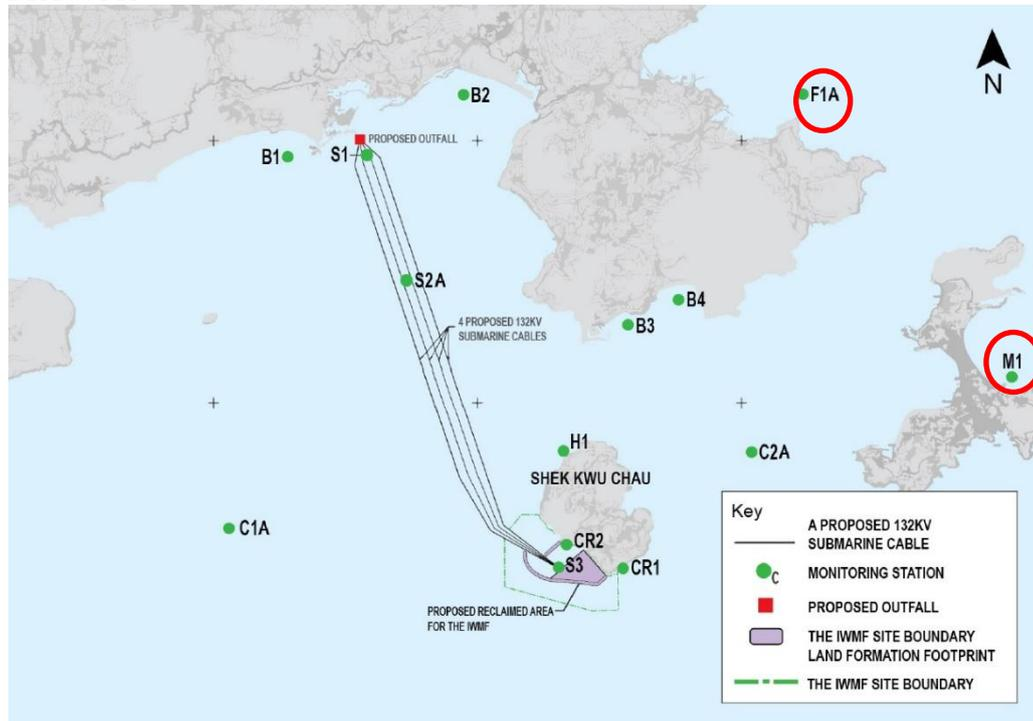 B2
F1A
N
PROPOSED OUTFALL
B1
S1
S2A
B4
B3
4 PROPOSED 132KV
SUBMARINE CABLES
M1
H1
C2A
SHEK KWU CHAU
C1A
CR2
S3
CR1
PROPOSED RECLAIMED AREA
FOR THE IWMF
Key
A PROPOSED 132KV
SUBMARINE CABLE
C
MONITORING STATION
PROPOSED OUTFALL
THE IWMF SITE BOUNDARY
LAND FORMATION FOOTPRINT
THE IWMF SITE BOUNDARY